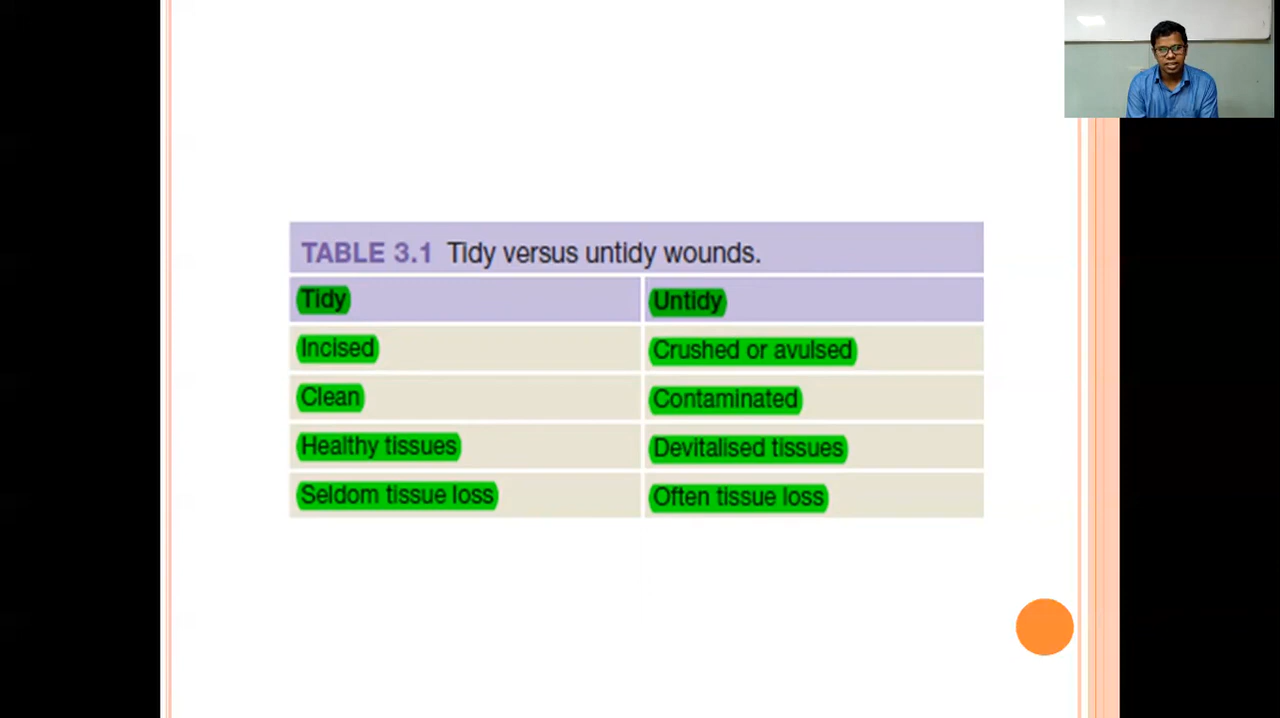 TABLE 3.1 Tidy versus untidy wounds.
Tidy Untidy
Incised Crushed or avulsed
Clean Contaminated
Healthy tissues Devitalised tissues
Seldom tissue loss Often tissue loss